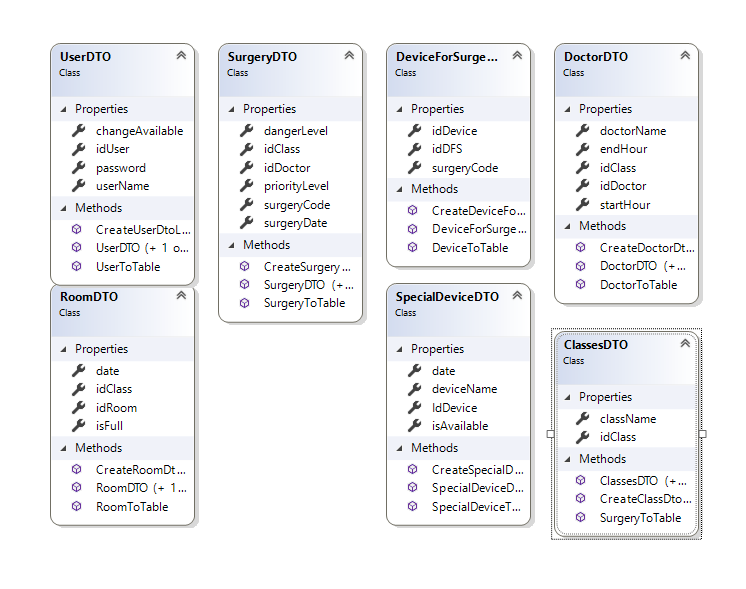 UserDTO
Class
Properties
changeAvailable
idUser
password
userName
Methods
CreateUserDtoL...
UserDTO (+ 1 o...
UserToTable
SurgeryDTO
Class
Properties
dangerLevel
idClass
idDoctor
priorityLevel
surgeryCode
surgeryDate
Methods
CreateSurgery...
SurgeryDTO (+...
SurgeryToTable
DeviceForSurge...
Class
Properties
idDevice
idDFS
surgeryCode
Methods
CreateDeviceFo...
DeviceForSurge...
DeviceToTable
DoctorDTO
Class
Properties
doctorName
endHour
idClass
idDoctor
startHour
Methods
CreateDoctorDt...
DoctorDTO (+...
DoctorToTable
RoomDTO
Class
Properties
date
idClass
idRoom
isFull
Methods
CreateRoomDt...
RoomDTO (+ 1...
RoomToTable
SpecialDeviceDTO
Class
Properties
date
deviceName
IdDevice
isAvailable
Methods
CreateSpecialD...
SpecialDeviceD...
SpecialDeviceT...
ClassesDTO
Class
Properties
className
idClass
Methods
ClassesDTO (+...
CreateClassDto...
SurgeryToTable